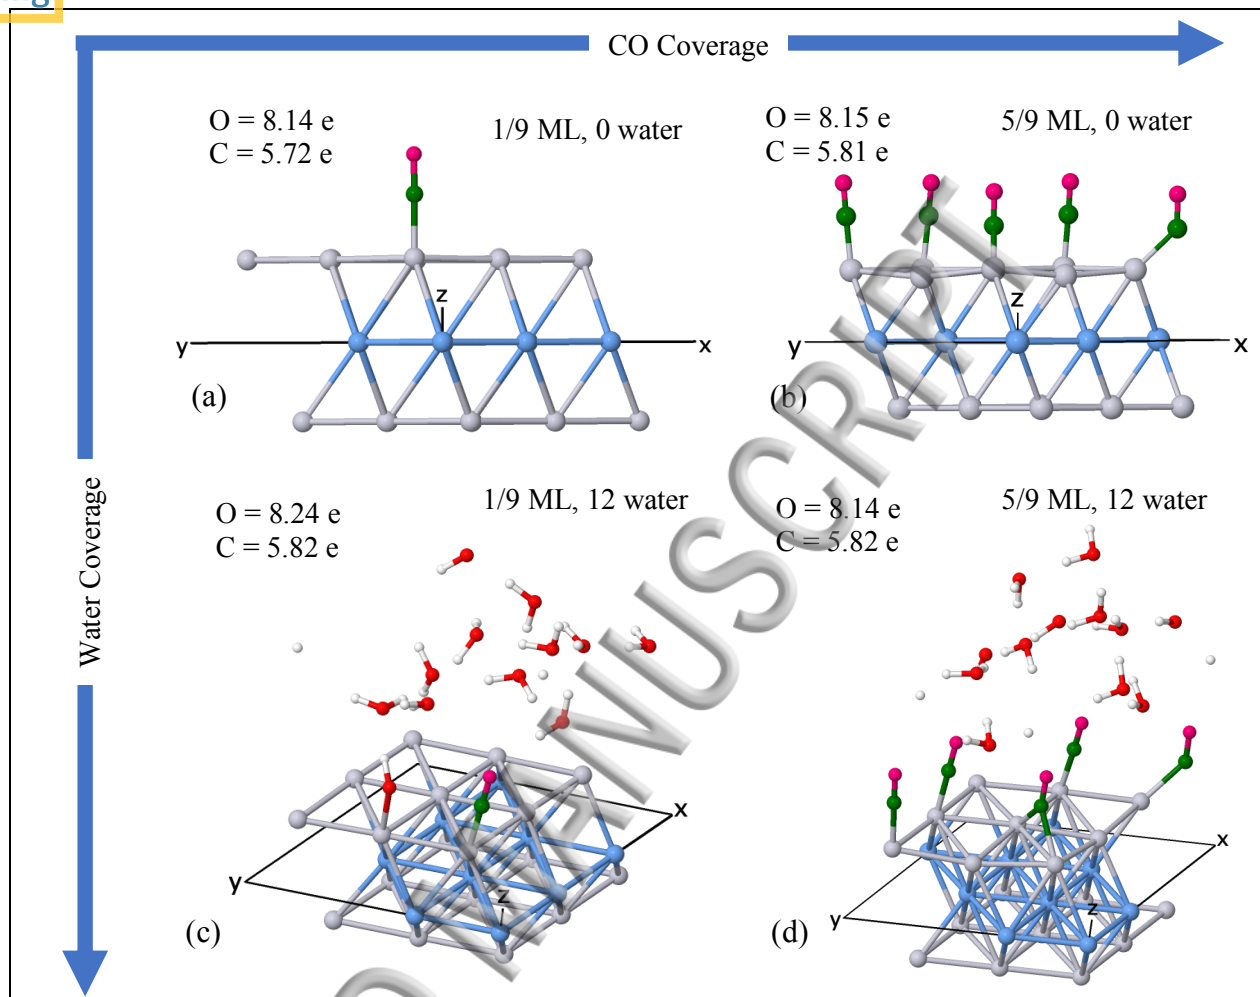 CO Coverage
O = 8.14 e
C = 5.72 e
1/9 ML, 0 water
O = 8.15 e
C = 5.81 e
5/9 ML, 0 water
z
y
x
(a)
z
y
x
(b)
Water Coverage
O = 8.24 e
C = 5.82 e
1/9 ML, 12 water
O = 8.14 e
C = 5.82 e
5/9 ML, 12 water
x
y
z
(c)
x
y
z
(d)
MANUSCRIPT